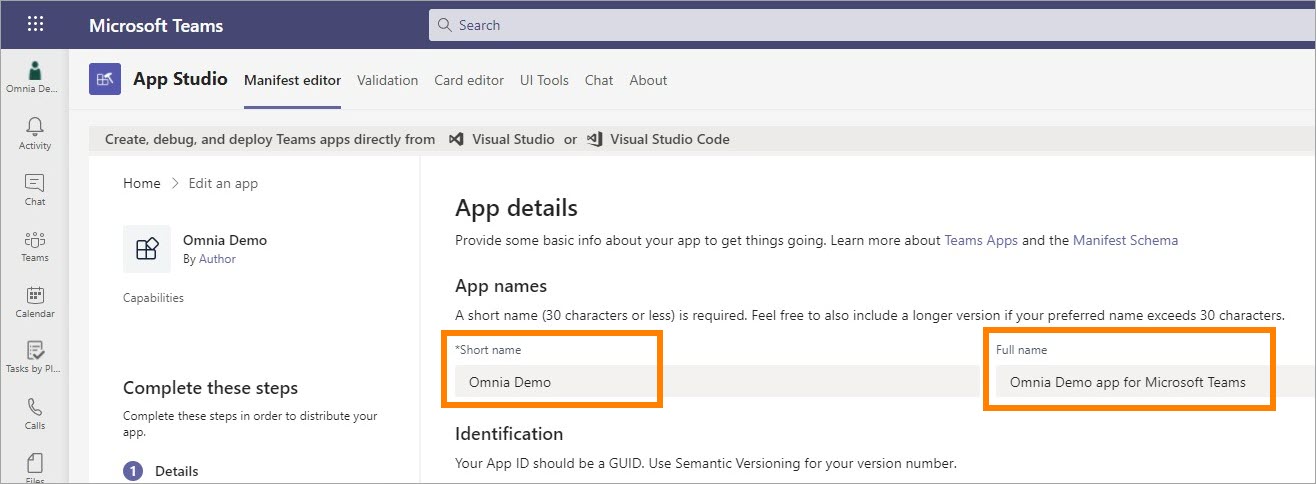 Microsoft Teams
Search
Omnia De...
Activity
Chat
Teams
Calendar
Tasks by Pl...
Calls
Files
App Studio
Manifest editor
Validation
Card editor
UI Tools
Chat
About
Create, debug, and deploy Teams apps directly from Visual Studio or Visual Studio Code
Home > Edit an app
Omnia Demo
By Author
Capabilities
Complete these steps
Complete these steps in order to distribute your
app.
1 Details
App details
Provide some basic info about your app to get things going. Learn more about Teams Apps and the Manifest Schema
App names
A short name (30 characters or less) is required. Feel free to also include a longer version if your preferred name exceeds 30 characters.
*Short name
Omnia Demo
Full name
Omnia Demo app for Microsoft Teams
Identification
Your App ID should be a GUID. Use Semantic Versioning for your version number.